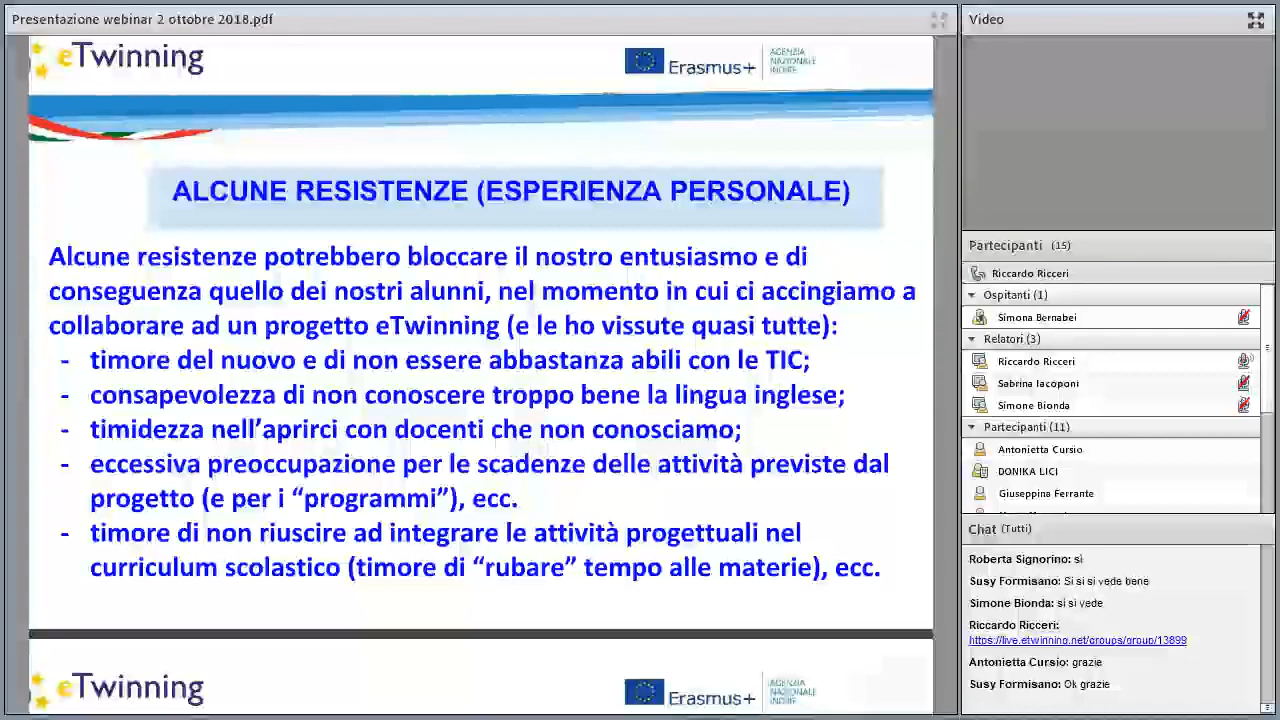 Presentazione webinar 2 ottobre 2018.pdf
eTwinning
Erasmus+
AGENZIA
NAZIONALE
INDIRE
ALCUNE RESISTENZE (ESPERIENZA PERSONALE)
Alcune resistenze potrebbero bloccare il nostro entusiasmo e di
conseguenza quello dei nostri alunni, nel momento in cui ci accingiamo a
collaborare ad un progetto eTwinning (e le ho vissute quasi tutte):
- timore del nuovo e di non essere abbastanza abili con le TIC;
- consapevolezza di non conoscere troppo bene la lingua inglese;
- timidezza nell’aprirci con docenti che non conosciamo;
- eccessiva preoccupazione per le scadenze delle attività previste dal
progetto (e per i “programmi”), ecc.
- timore di non riuscire ad integrare le attività progettuali nel
curriculum scolastico (timore di “rubare” tempo alle materie), ecc.
eTwinning
Erasmus+
AGENZIA
NAZIONALE
INDIRE
Video
Partecipanti (15)
Riccardo Ricceri
Ospitanti (1)
Simona Bernabei
Relatori (3)
Riccardo Ricceri
Sabrina Iacoponi
Simone Bionda
Partecipanti (11)
Antonietta Cursio
DONIKA LICI
Giuseppina Ferrante
Chat (Tutti)
Roberta Signorino: sì
Susy Formisano: Si si si vede bene
Simone Bionda: si si vede
Riccardo Ricceri:
https://live.etwinning.net/groups/group/13899
Antonietta Cursio: grazie
Susy Formisano: Ok grazie